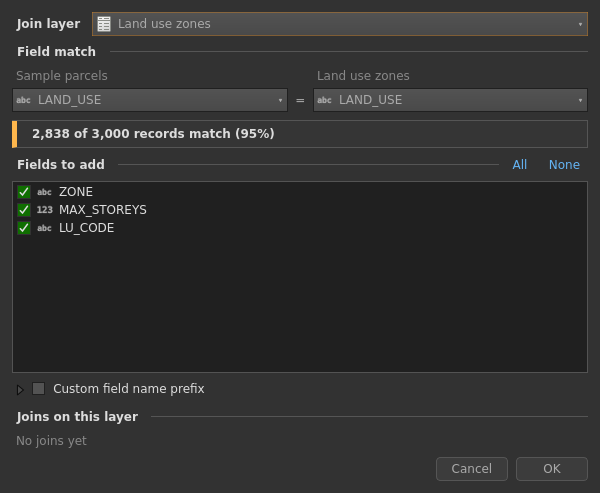 Join layer Land use zones
Field match
Sample parcels Land use zones
abc LAND_USE = abc LAND_USE
2,838 of 3,000 records match (95%)
Fields to add All None
abc ZONE
123 MAX_STOREYS
abc LU_CODE
Custom field name prefix
Joins on this layer
No joins yet
Cancel OK